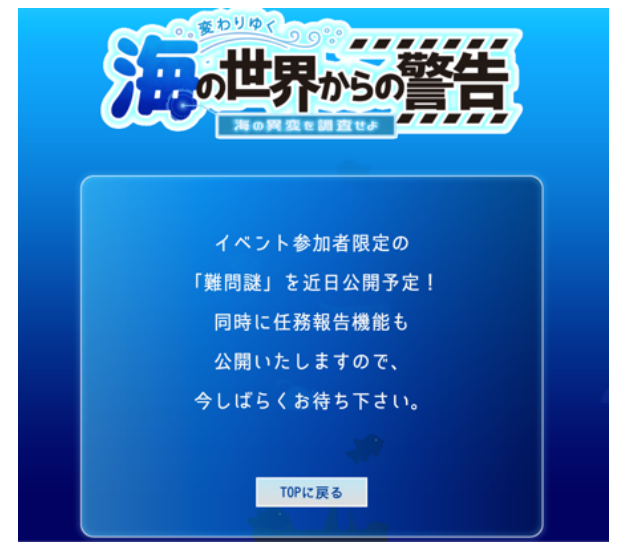 変わりゆく
海の世界からの警告
海の異変を調査せよ
イベント参加者限定の
「難問謎」を近日公開予定！
同時に任務報告機能も
公開いたしますので、
今しばらくお待ち下さい。
TOPに戻る